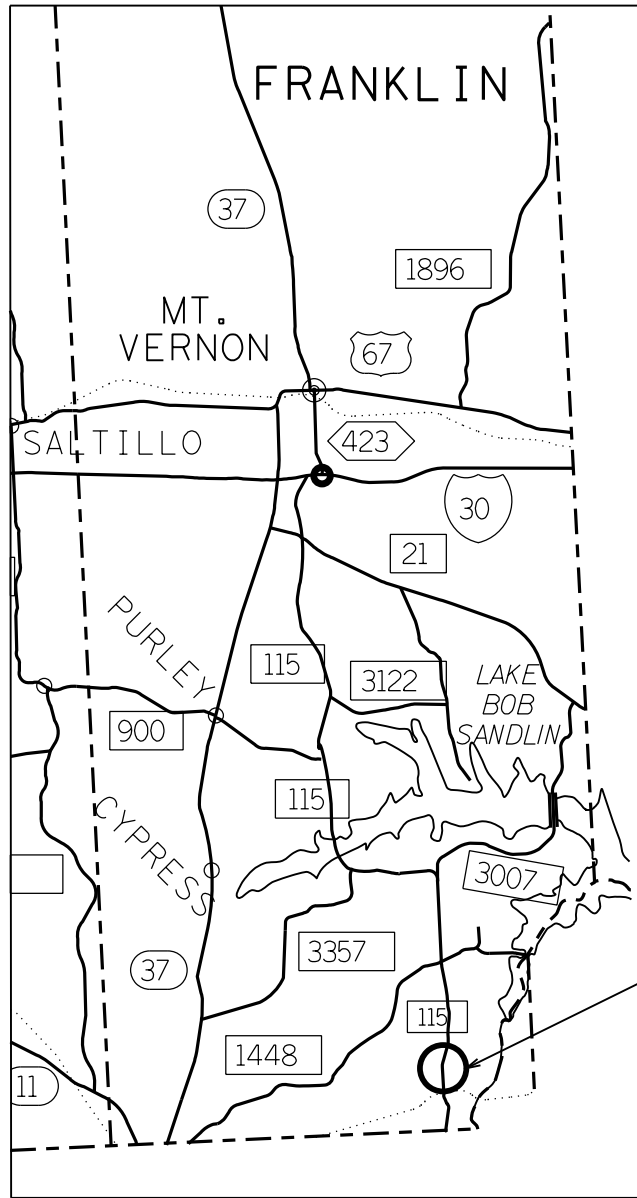 FRANKLIN
37
1896
MT.
VERNON
67
SALTILLO
423
30
21
PURLEY
115
3122
LAKE
BOB
SANDLIN
900
115
CYPRESS
3007
3357
37
115
1448
11